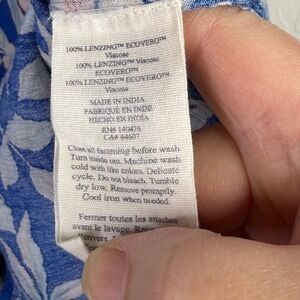 100% LENZING™ ECOVERO™
Viscose
100% LENZING™ Viscose
ECOVERO™
100% LENZING™ ECOVERO™
Viscosa
MADE IN INDIA
FABRIQUÉ EN INDE
HECHO EN INDIA
RN# 140476
CA# 64507
Close all fastening before wash.
Turn inside out. Machine wash
cold with like colors. Delicate
cycle. Do not bleach. Tumble
dry low. Remove promptly.
Cool iron when needed.
Fermer toutes les attaches
avant le lavage.